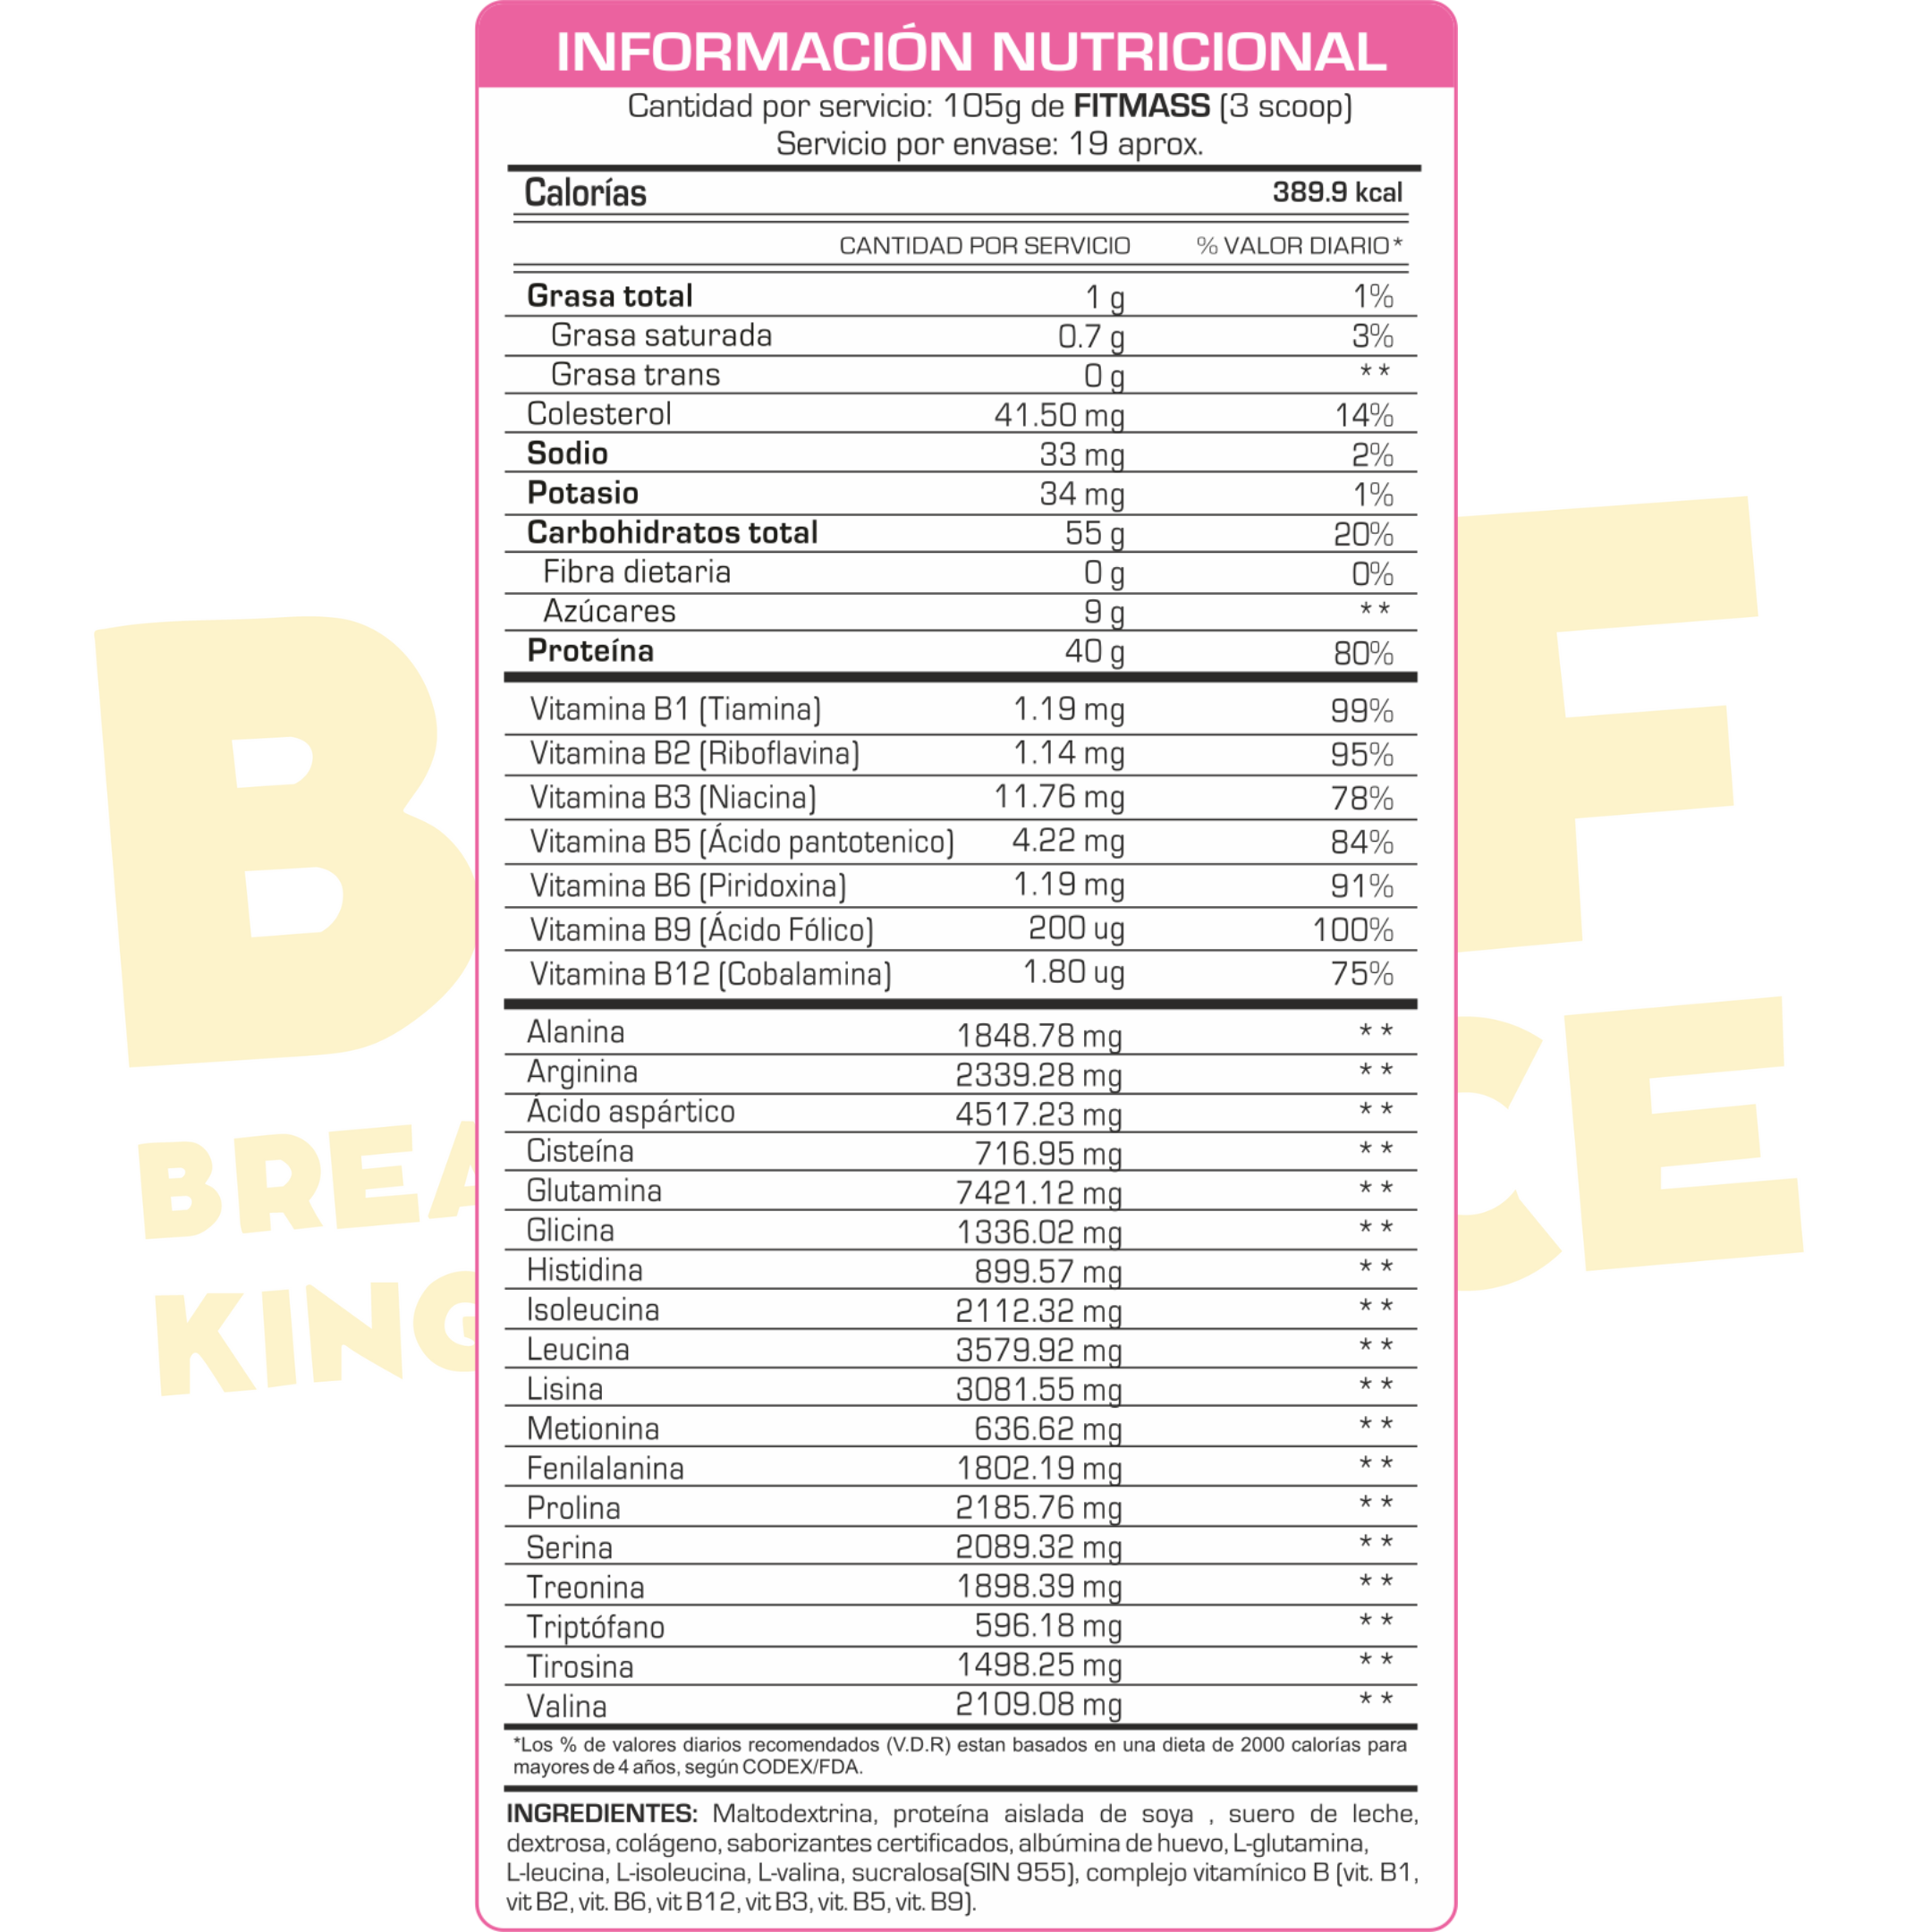 INFORMACIÓN NUTRICIONAL
Cantidad por servicio: 105g de FITMASS (3 scoop)
Servicio por envase: 19 aprox.
Calorías 389.9 kcal
CANTIDAD POR SERVICIO % VALOR DIARIO*
Grasa total 1 g 1%
Grasa saturada 0.7 g 3%
Grasa trans 0 g **
Colesterol 41.50 mg 14%
Sodio 33 mg 2%
Potasio 34 mg 1%
Carbohidratos total 55 g 20%
Fibra dietaria 0 g 0%
Azúcares 9 g **
Proteína 40 g 80%
Vitamina B1 (Tiamina) 1.19 mg 99%
Vitamina B2 (Riboflavina) 1.14 mg 95%
Vitamina B3 (Niacina) 11.76 mg 78%
Vitamina B5 (Ácido pantotenico) 4.22 mg 84%
Vitamina B6 (Piridoxina) 1.19 mg 91%
Vitamina B9 (Ácido Fólico) 200 ug 100%
Vitamina B12 (Cobalamina) 1.80 ug 75%
Alanina 1848.78 mg **
Arginina 2339.28 mg **
Ácido aspártico 4517.23 mg **
Cisteína 716.95 mg **
Glutamina 7421.12 mg **
Glicina 1336.02 mg **
Histidina 899.57 mg **
Isoleucina 2112.32 mg **
Leucina 3579.92 mg **
Lisina 3081.55 mg **
Metionina 636.62 mg **
Fenilalanina 1802.19 mg **
Prolina 2185.76 mg **
Serina 2089.32 mg **
Treonina 1898.39 mg **
Triptófano 596.18 mg **
Tirosina 1498.25 mg **
Valina 2109.08 mg **
*Los % de valores diarios recomendados (V.D.R) estan basados en una dieta de 2000 calorías para
mayores de 4 años, según CODEX/FDA.
INGREDIENTES: Maltodextrina, proteína aislada de soya , suero de leche,
dextrosa, colágeno, saborizantes certificados, albúmina de huevo, L-glutamina,
L-leucina, L-isoleucina, L-valina, sucralosa(SIN 955), complejo vitamínico B (vit. B1,
vit B2, vit. B6, vit B12, vit B3, vit. B5, vit. B9).